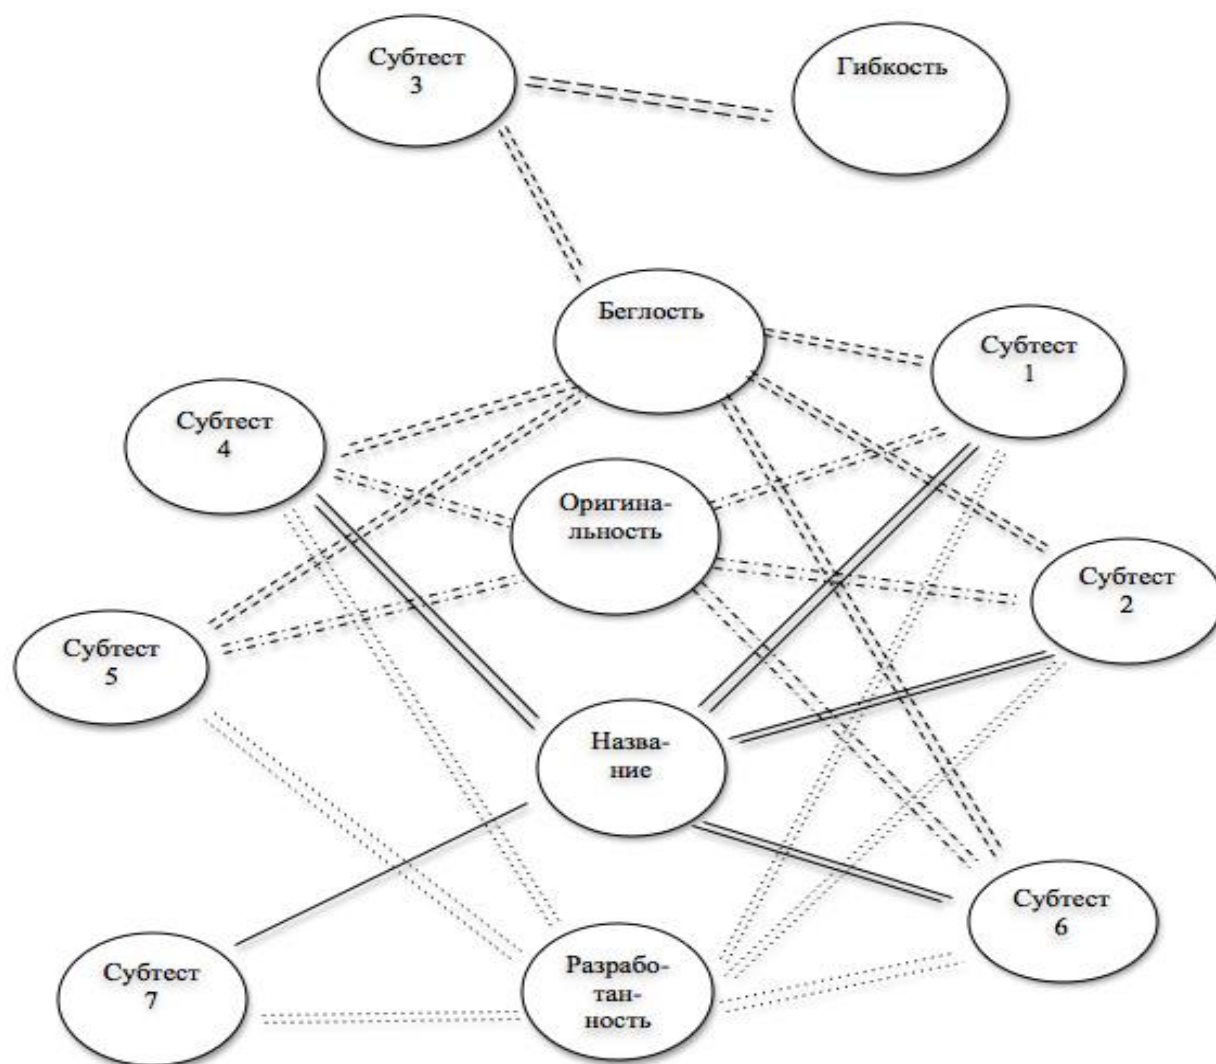 Субтест
3
Гибкость
Беглость
Субтест
1
Субтест
4
Оригина-
льность
Субтест
2
Субтест
5
Назва-
ние
Субтест
6
Субтест
7
Разрабо-
тан-
ность